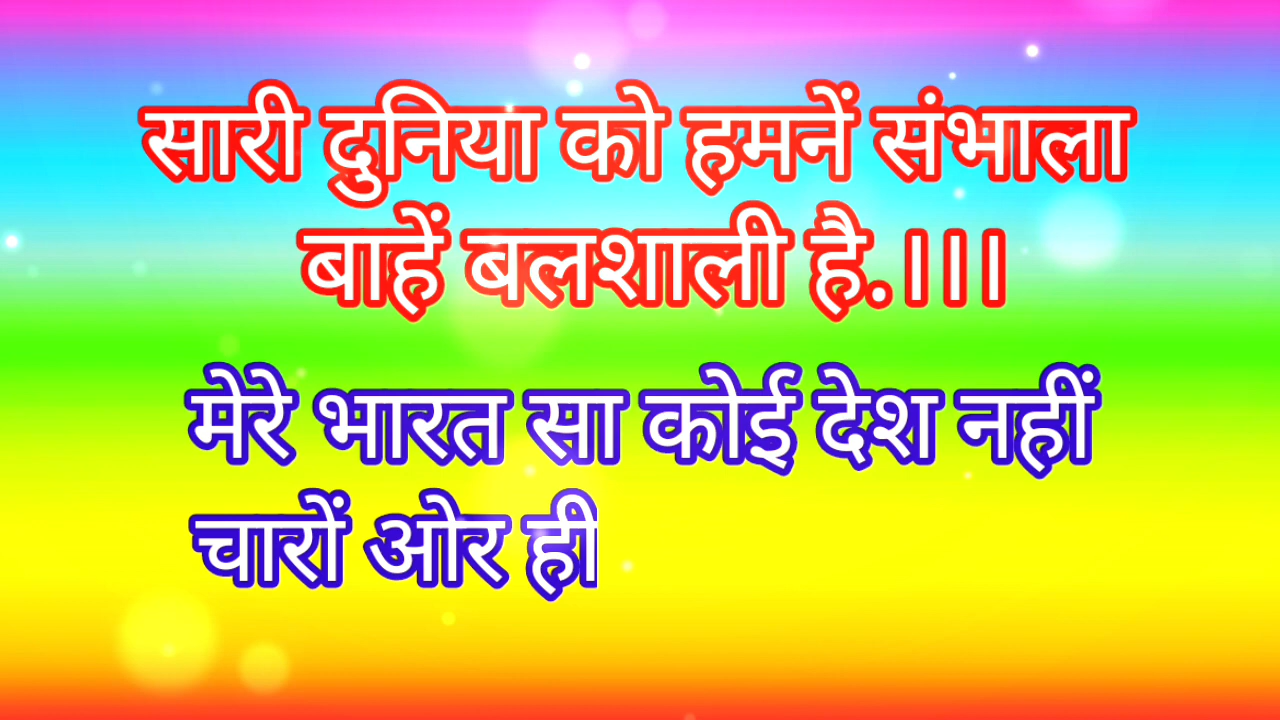 सारी दुनिया को हमनें संभाला
बाहें बलशाली है.।।।
मेरे भारत सा कोई देश नहीं
चारों ओर ही